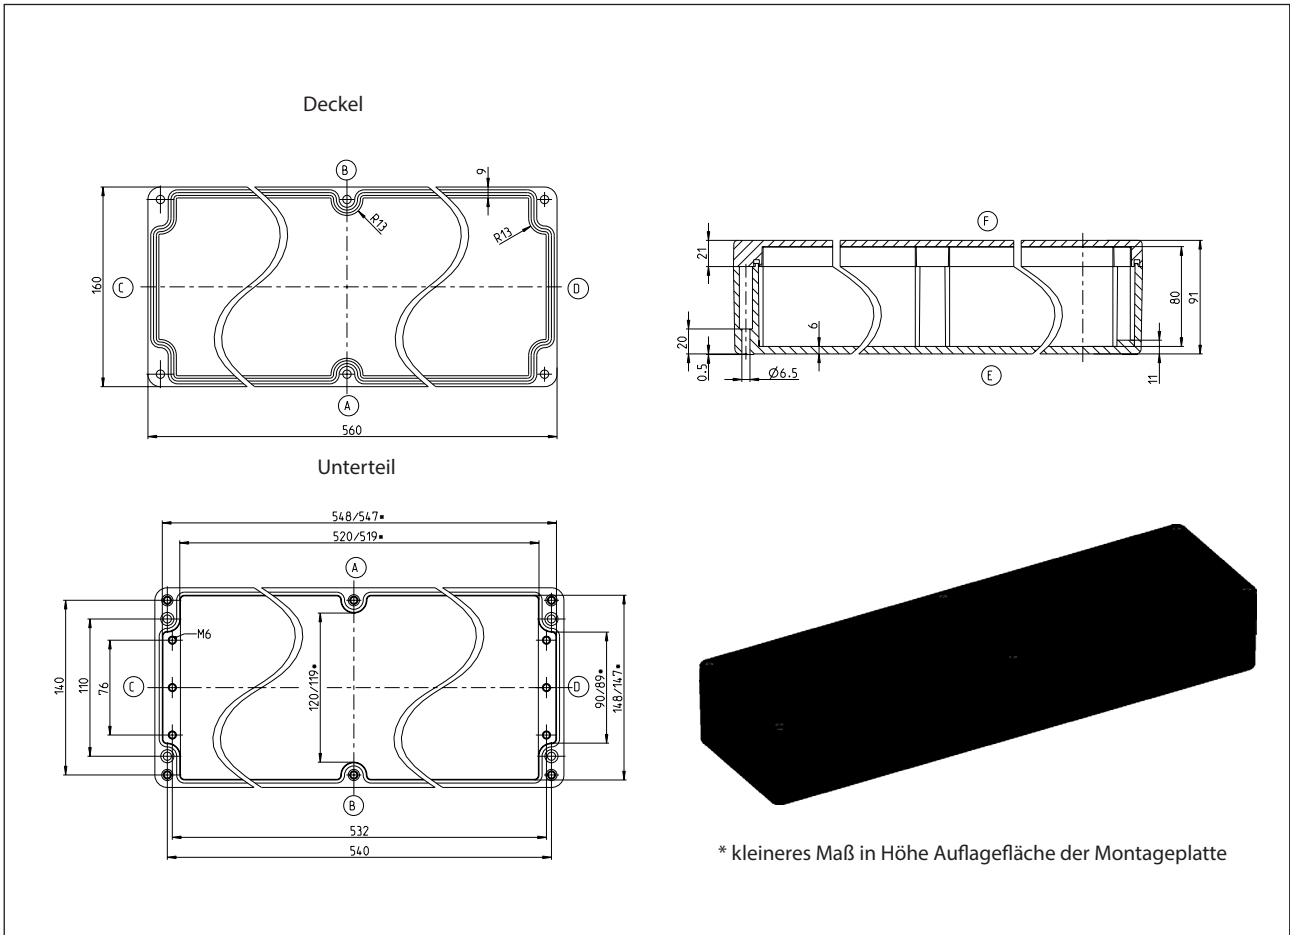 Deckel
B
9
R13
R13
160
C
D
A
560
F
21
80
91
6
20
0.5
Ø6.5
E
11
Unterteil
548/547*
520/519*
A
M6
140
110
76
C
120/119*
D
90/89*
148/147*
B
532
540
* kleineres Maß in Höhe Auflagefläche der Montageplatte